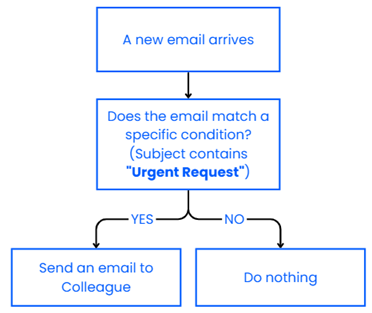 A new email arrives
Does the email match a
specific condition?
(Subject contains
"Urgent Request")
YES
NO
Send an email to
Colleague
Do nothing